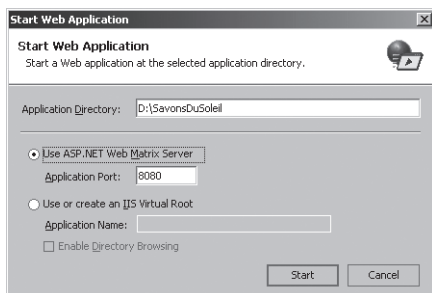 Start Web Application
Start Web Application
Start a Web application at the selected application directory.
Application Directory: D:\SavonsDuSoleil
Use ASP.NET Web Matrix Server
Application Port: 8080
Use or create an IIS Virtual Root
Application Name:
Enable Directory Browsing
Start Cancel